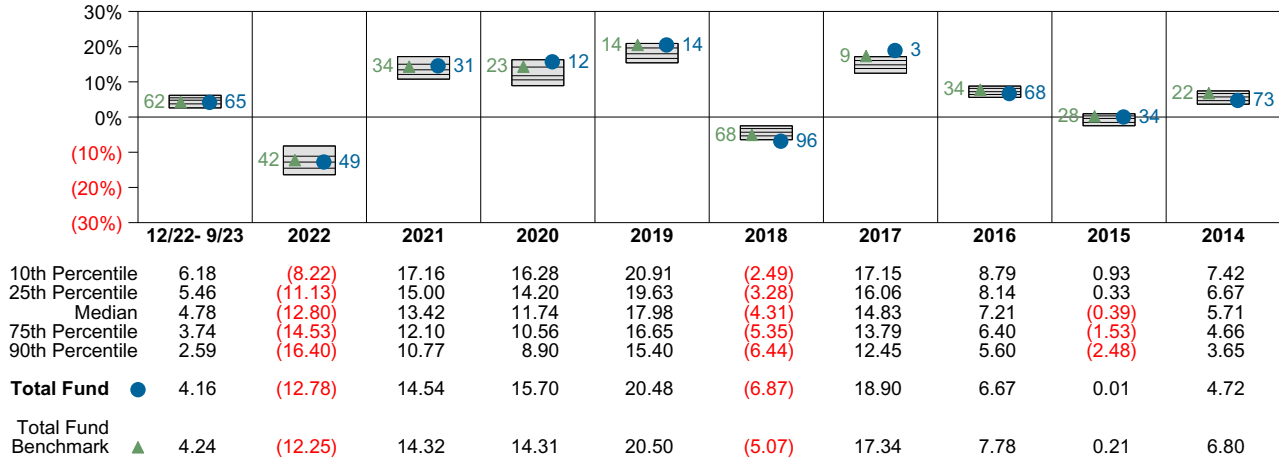 30%
20%
10%
0%
(10%)
(20%)
(30%)
62 65 42 49 34 31 23 12 14 14 68 96 9 3 34 68 28 34 22 73
12/22- 9/23 2022 2021 2020 2019 2018 2017 2016 2015 2014
10th Percentile 6.18 (8.22) 17.16 16.28 20.91 (2.49) 17.15 8.79 0.93 7.42
25th Percentile 5.46 (11.13) 15.00 14.20 19.63 (3.28) 16.06 8.14 0.33 6.67
Median 4.78 (12.80) 13.42 11.74 17.98 (4.31) 14.83 7.21 (0.39) 5.71
75th Percentile 3.74 (14.53) 12.10 10.56 16.65 (5.35) 13.79 6.40 (1.53) 4.66
90th Percentile 2.59 (16.40) 10.77 8.90 15.40 (6.44) 12.45 5.60 (2.48) 3.65
Total Fund 4.16 (12.78) 14.54 15.70 20.48 (6.87) 18.90 6.67 0.01 4.72
Total Fund
Benchmark 4.24 (12.25) 14.32 14.31 20.50 (5.07) 17.34 7.78 0.21 6.80